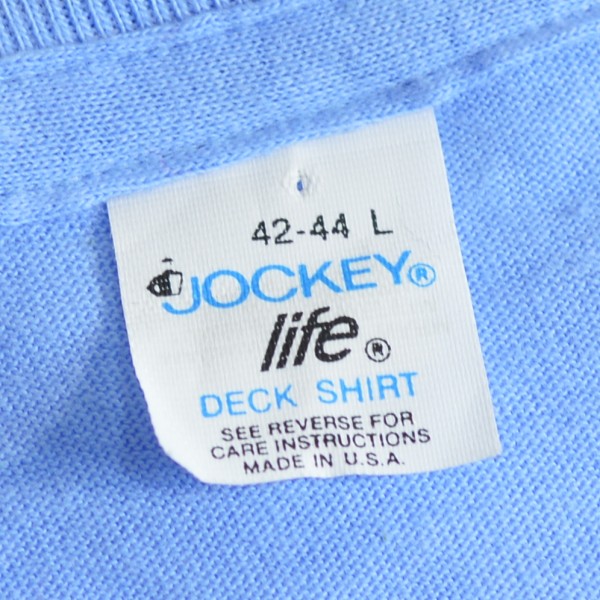 42-44 L
JOCKEY®
life ®
DECK SHIRT
SEE REVERSE FOR
CARE INSTRUCTIONS
MADE IN U.S.A.